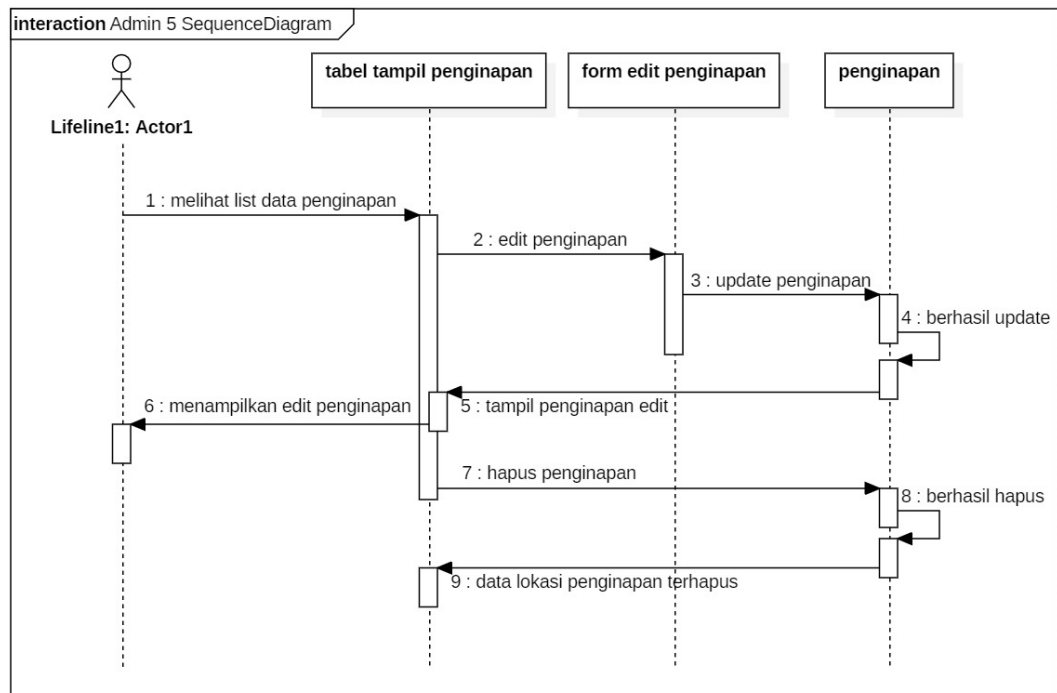 interaction Admin 5 SequenceDiagram
Lifeline1: Actor1
tabel tampil penginapan
form edit penginapan
penginapan
1 : melihat list data penginapan
2 : edit penginapan
3 : update penginapan
4 : berhasil update
5 : tampil penginapan edit
6 : menampilkan edit penginapan
7 : hapus penginapan
8 : berhasil hapus
9 : data lokasi penginapan terhapus